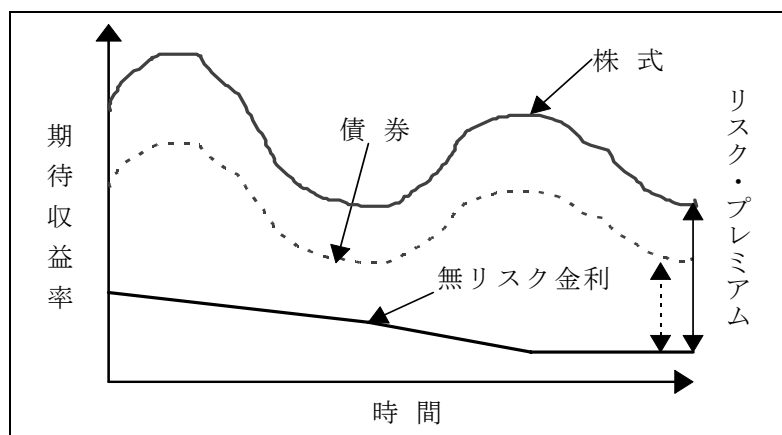 株 式
債 券
無リスク金利
期待収益率
リスク・プレミアム
時 間